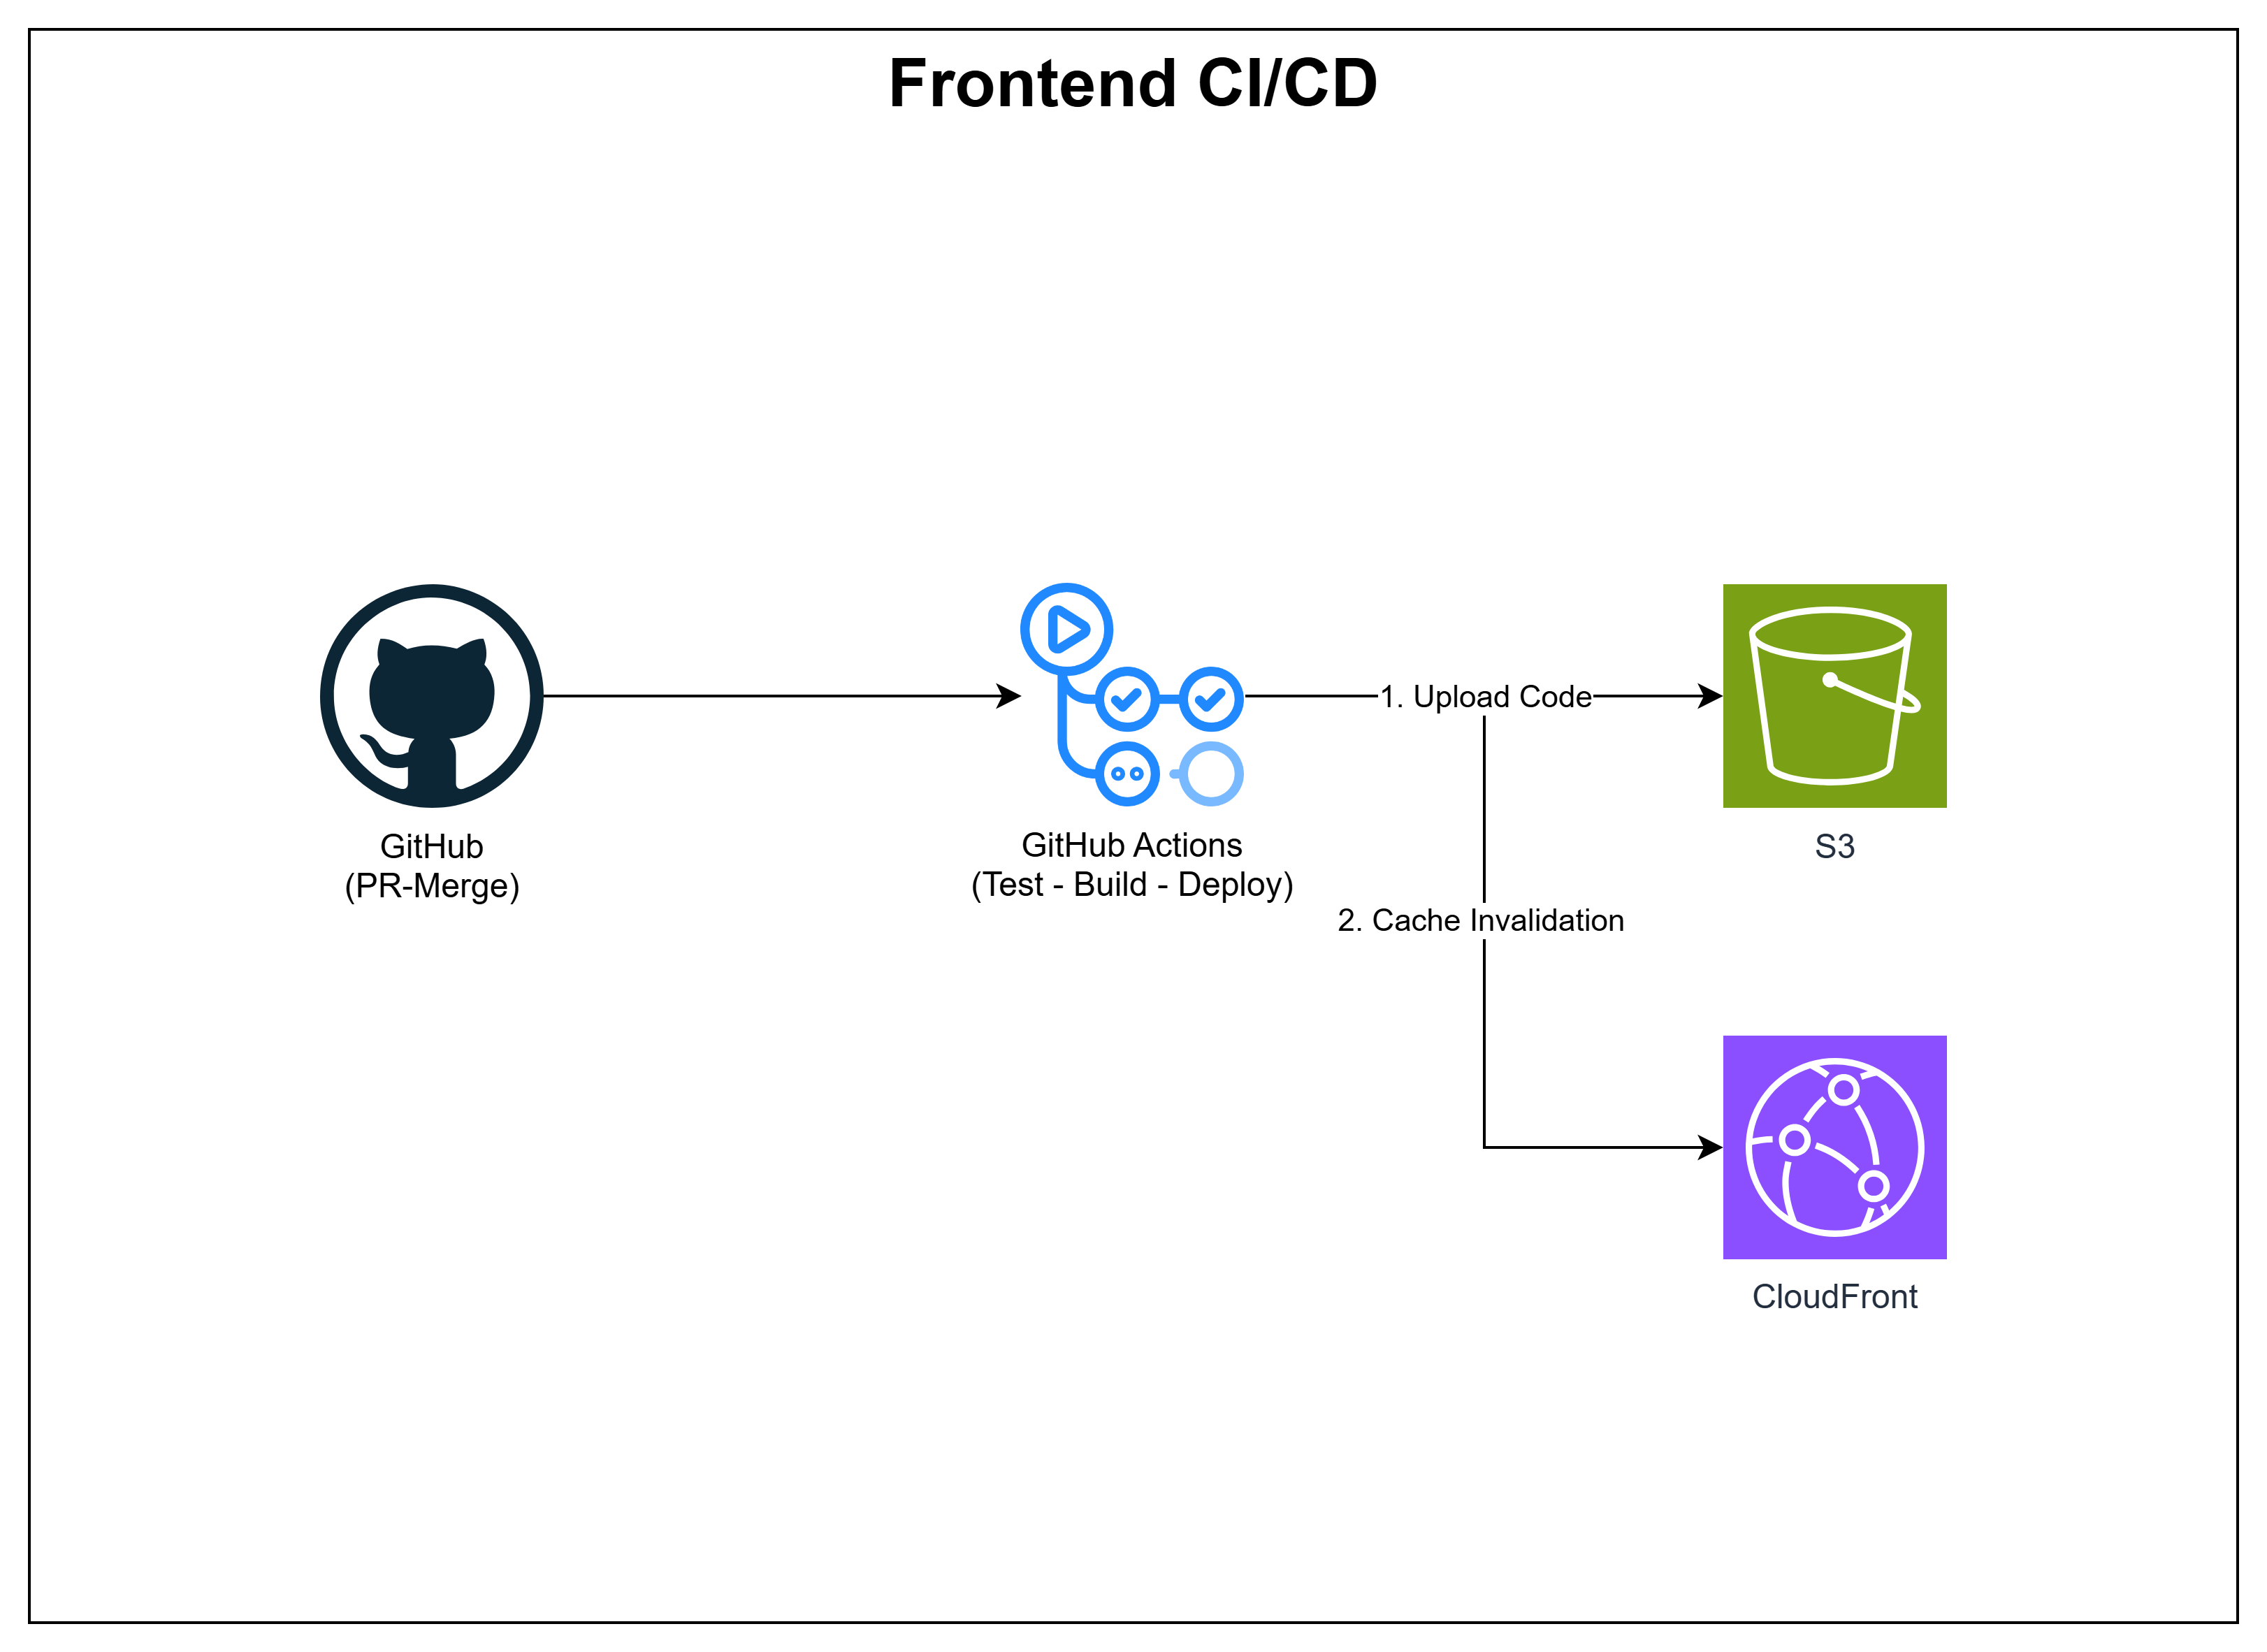 Frontend CI/CD
1. Upload Code
GitHub
(PR-Merge)
GitHub Actions
(Test - Build - Deploy)
S3
2. Cache Invalidation
CloudFront